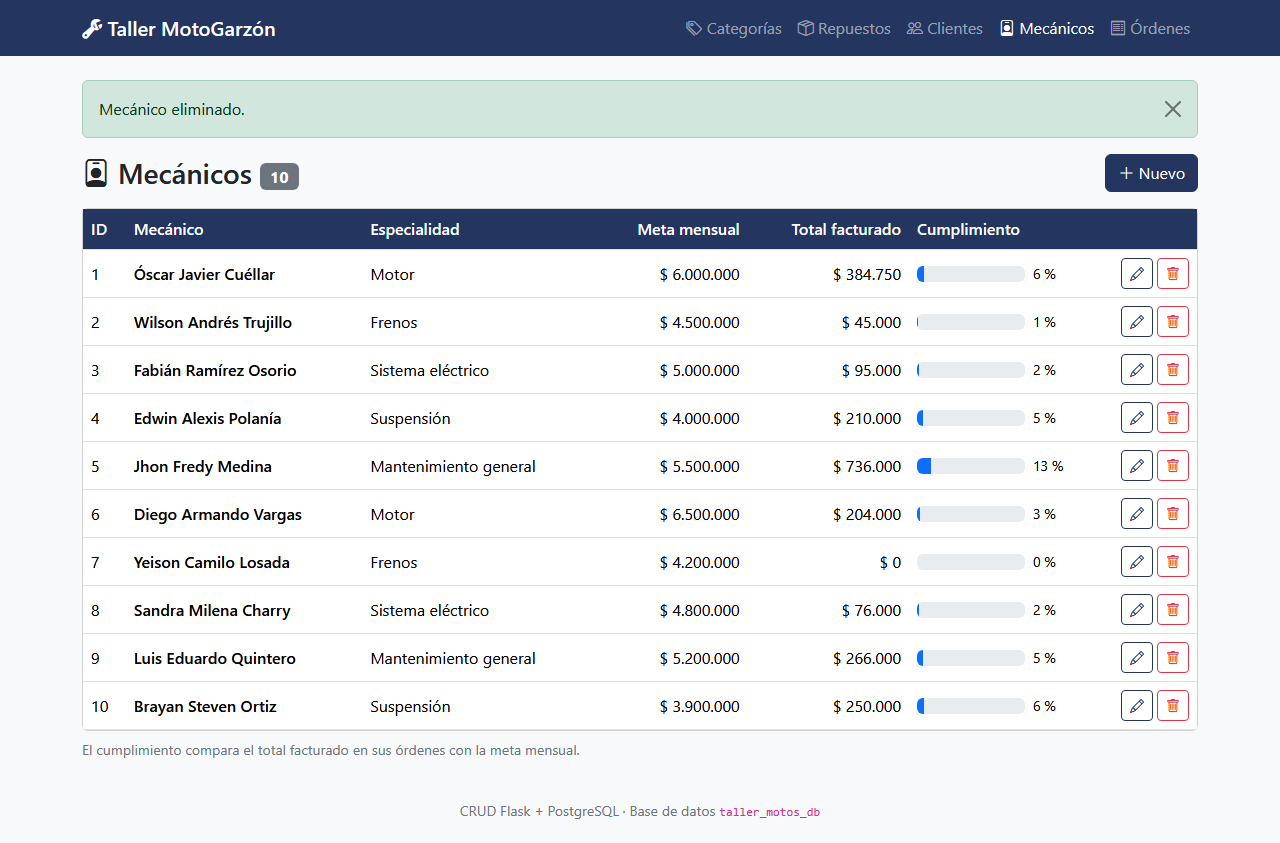 Taller MotoGarzón Categorías Repuestos Clientes Mecánicos Órdenes
Mecánico eliminado.
Mecánicos 10 Nuevo
ID Mecánico Especialidad Meta mensual Total facturado Cumplimiento
1 Óscar Javier Cuéllar Motor $ 6.000.000 $ 384.750 6 %
2 Wilson Andrés Trujillo Frenos $ 4.500.000 $ 45.000 1 %
3 Fabián Ramírez Osorio Sistema eléctrico $ 5.000.000 $ 95.000 2 %
4 Edwin Alexis Polanía Suspensión $ 4.000.000 $ 210.000 5 %
5 Jhon Fredy Medina Mantenimiento general $ 5.500.000 $ 736.000 13 %
6 Diego Armando Vargas Motor $ 6.500.000 $ 204.000 3 %
7 Yeison Camilo Losada Frenos $ 4.200.000 $ 0 0 %
8 Sandra Milena Charry Sistema eléctrico $ 4.800.000 $ 76.000 2 %
9 Luis Eduardo Quintero Mantenimiento general $ 5.200.000 $ 266.000 5 %
10 Brayan Steven Ortiz Suspensión $ 3.900.000 $ 250.000 6 %
El cumplimiento compara el total facturado en sus órdenes con la meta mensual.
CRUD Flask + PostgreSQL · Base de datos taller_motos_db